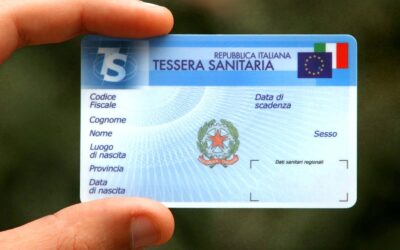 TS
REPUBBLICA ITALIANA
TESSERA SANITARIA
Codice
Fiscale
Data di
scadenza
Cognome
Nome
Sesso
Luogo
di nascita
Dati sanitari regionali
Provincia
Data
di nascita